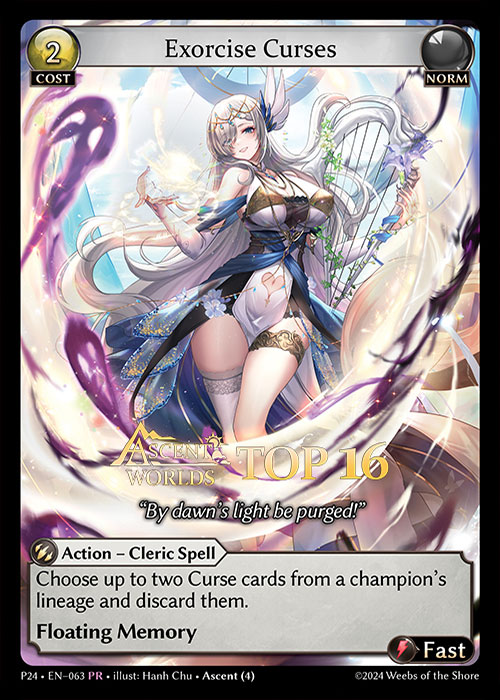 2
Exorcise Curses
COST
NORM
ASCENT
WORLDS
TOP 16
“By dawn's light be purged!”
Action – Cleric Spell
Choose up to two Curse cards from a champion's
lineage and discard them.
Floating Memory
P24 • EN–063 PR • illust: Hanh Chu • Ascent (4)
Fast
©2024 Weebs of the Shore